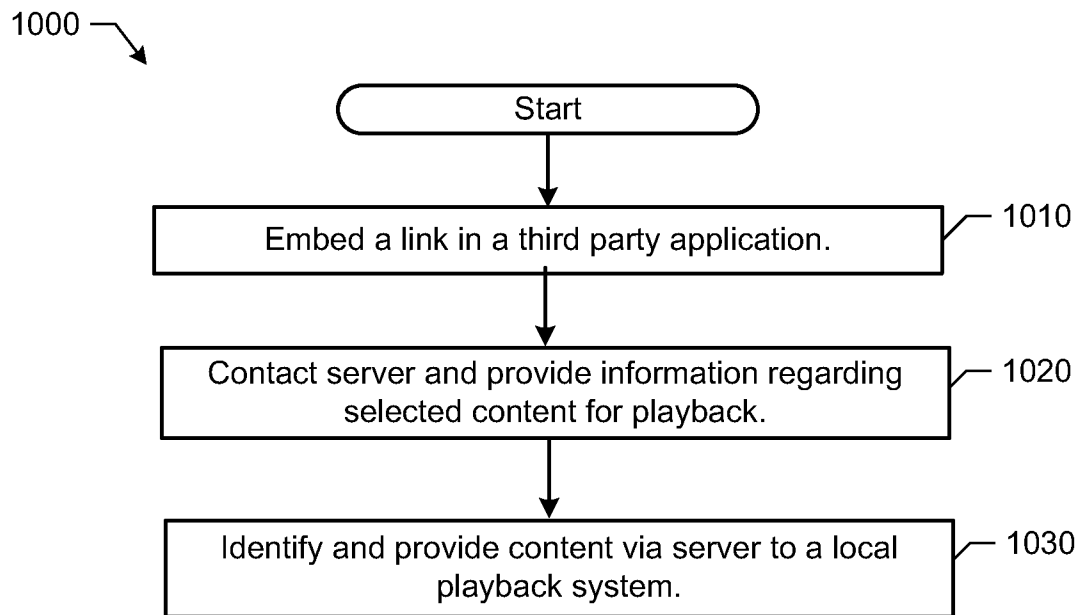 1000
Start
Embed a link in a third party application.
1010
Contact server and provide information regarding
selected content for playback.
1020
Identify and provide content via server to a local
playback system.
1030